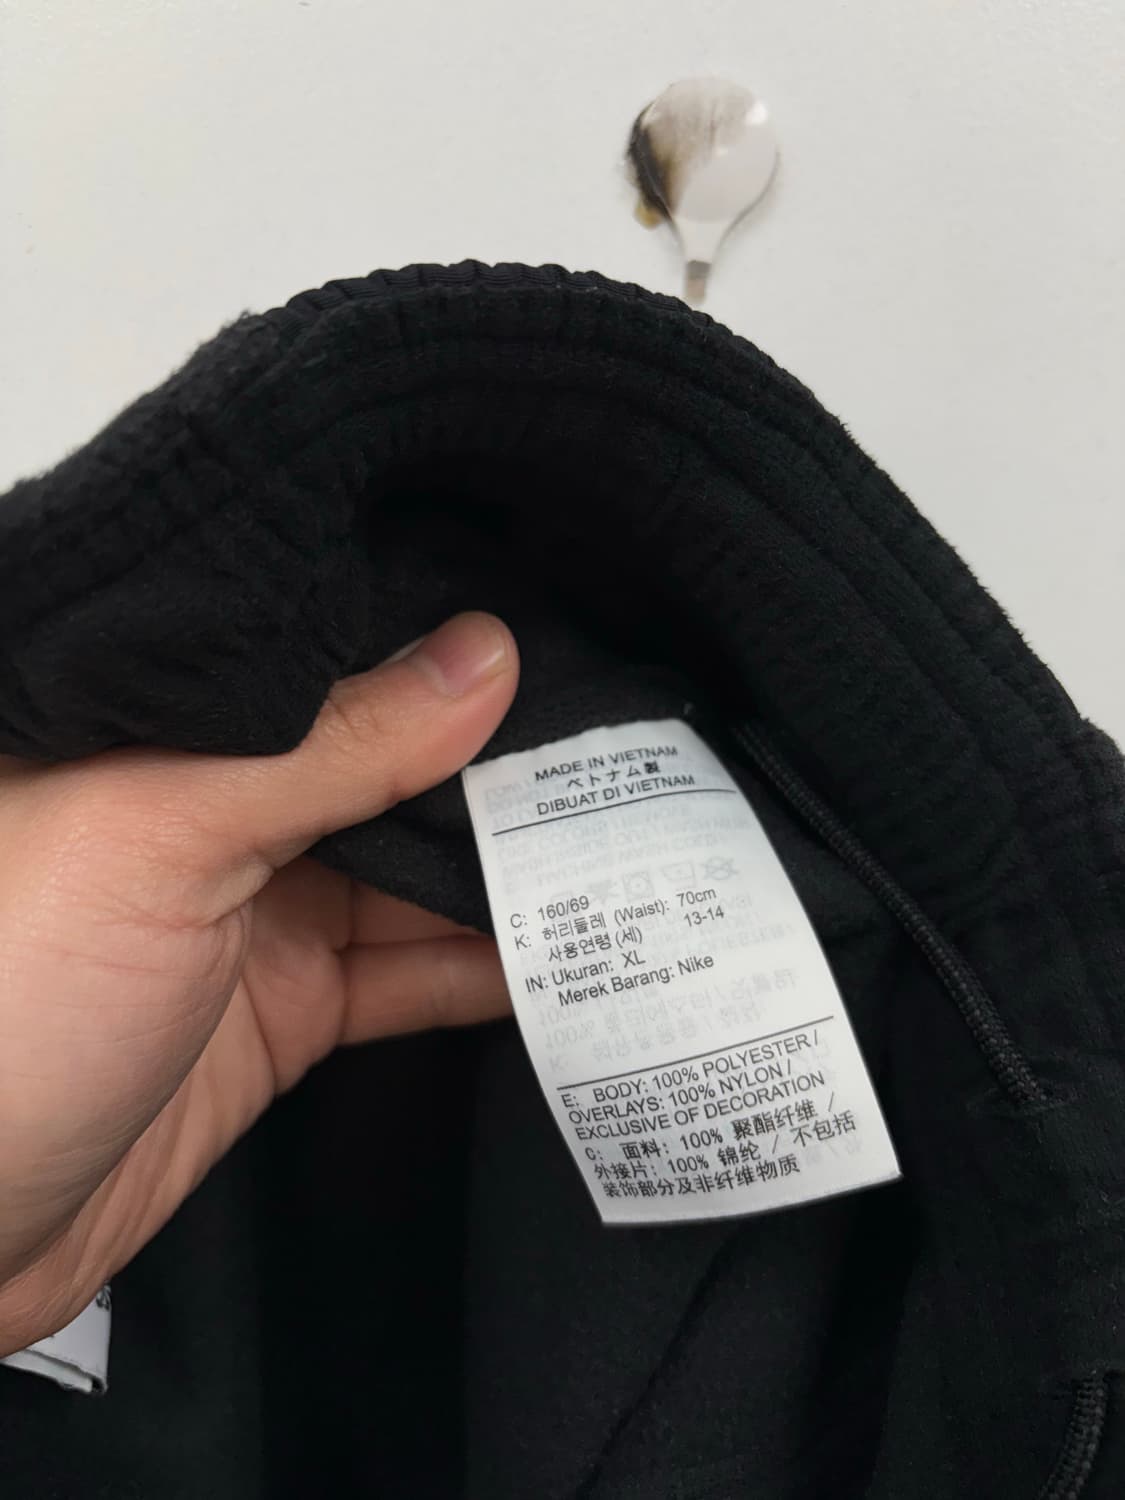 MADE IN VIETNAM
ベトナム製
DIBUAT DI VIETNAM
C: 160/69
K: 허리둘레 (Waist): 70cm
사용연령 (세) 13-14
IN: Ukuran: XL
Merek Barang: Nike
E: BODY: 100% POLYESTER /
OVERLAYS: 100% NYLON /
EXCLUSIVE OF DECORATION
C: 面料: 100% 聚酯纤维 /
外接片: 100% 锦纶 / 不包括
装饰部分及非纤维物质